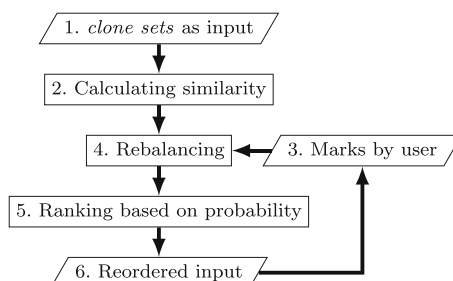 1. clone sets as input
2. Calculating similarity
4. Rebalancing
3. Marks by user
5. Ranking based on probability
6. Reordered input